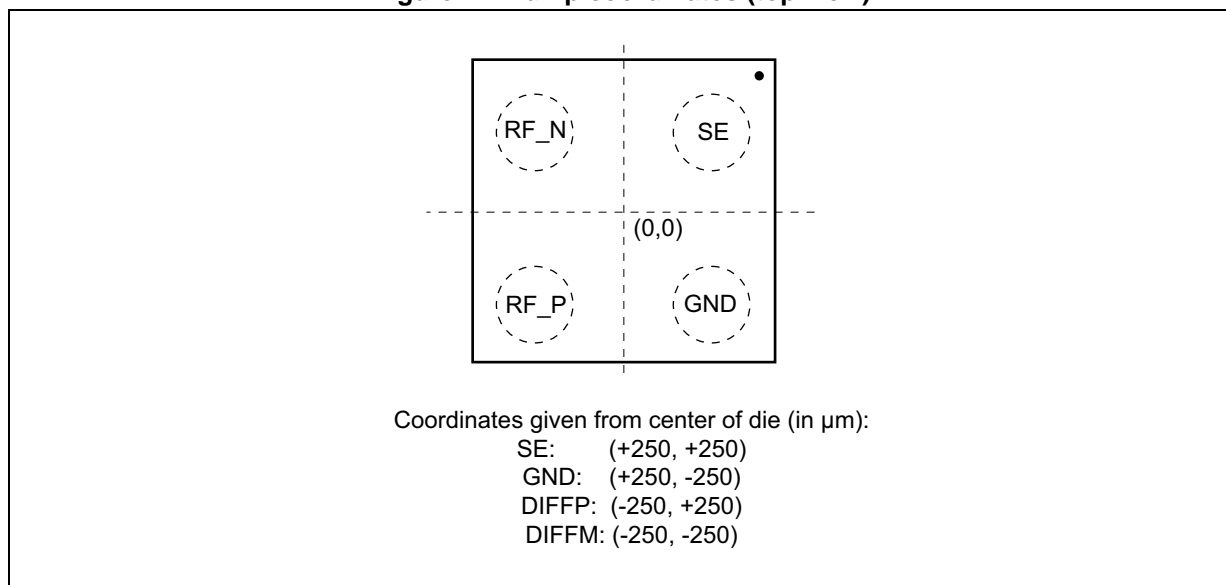 RF_N SE
(0,0)
RF_P GND
Coordinates given from center of die (in µm):
SE: (+250, +250)
GND: (+250, -250)
DIFFP: (-250, +250)
DIFFM: (-250, -250)